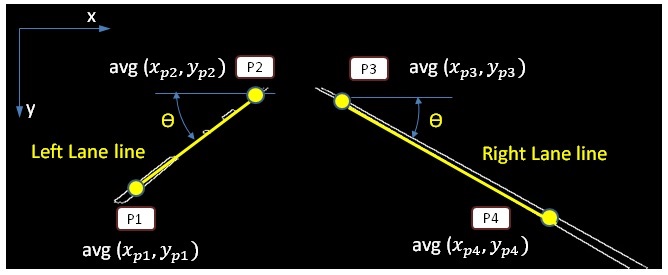 x
y
avg (x_{p2}, y_{p2})
P2
P3
avg (x_{p3}, y_{p3})
Θ
Θ
Left Lane line
Right Lane line
P1
P4
avg (x_{p1}, y_{p1})
avg (x_{p4}, y_{p4})